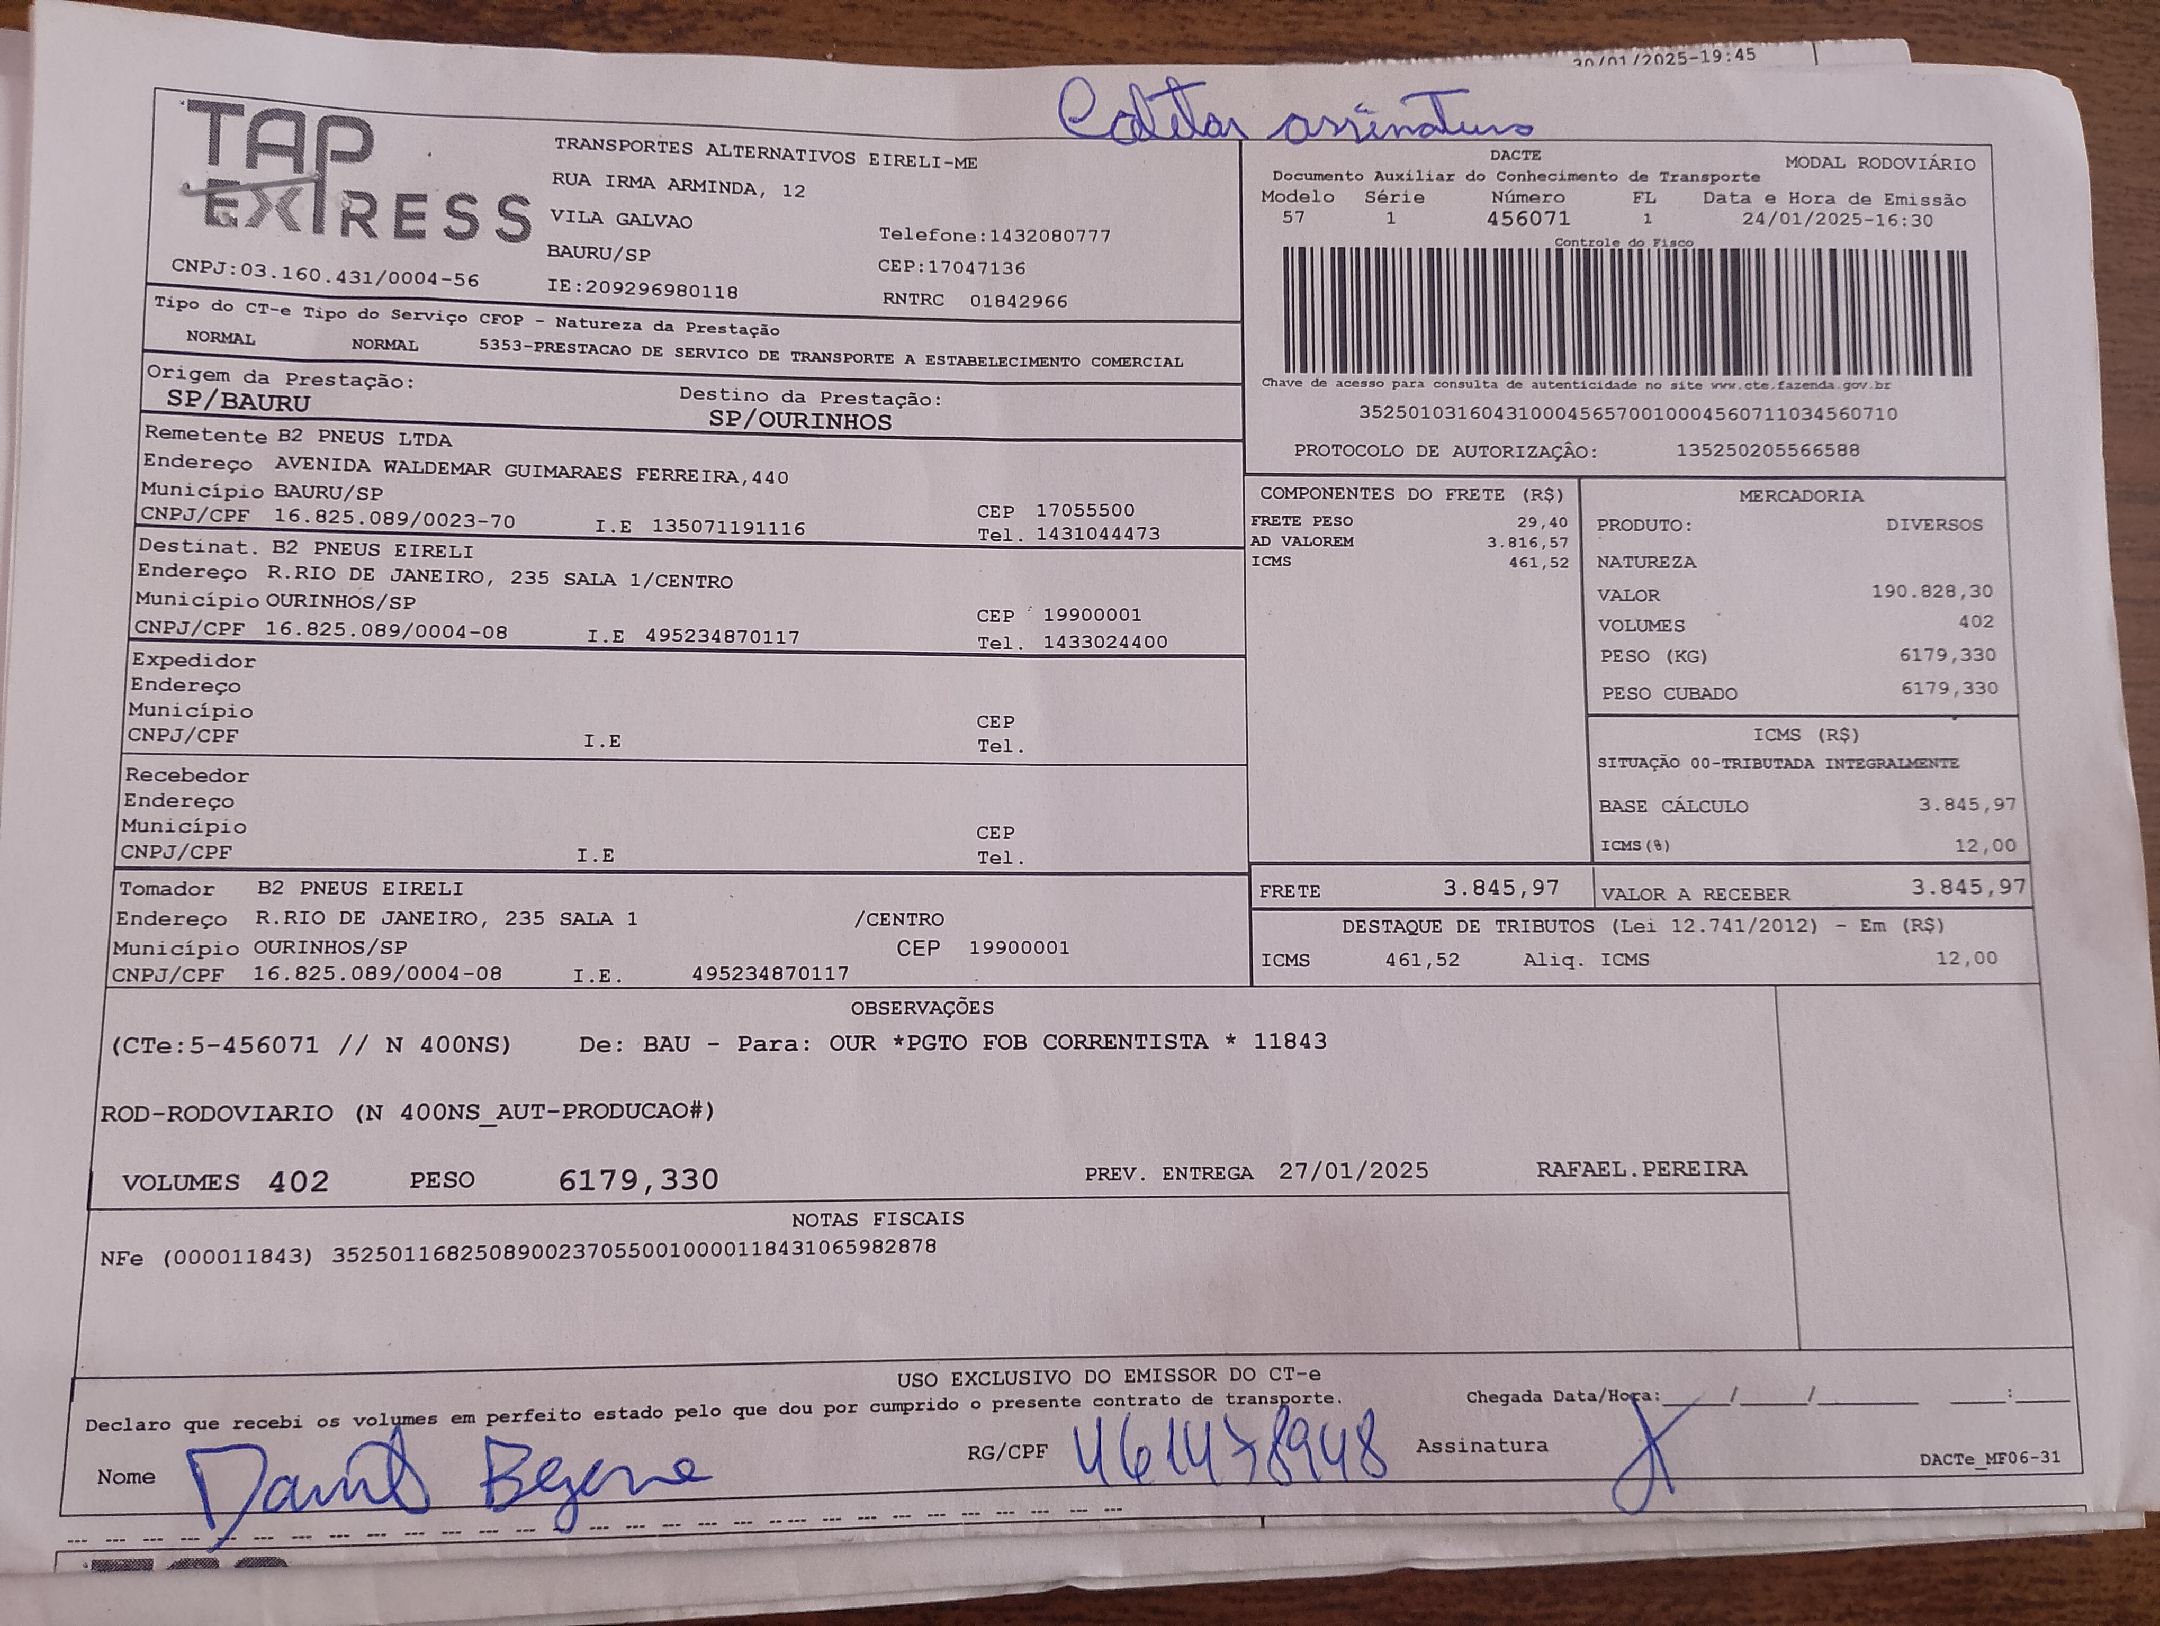 30/01/2025-19:45
Coletar assinatura
TAP
EXPRESS
CNPJ:03.160.431/0004-56
TRANSPORTES ALTERNATIVOS EIRELI-ME
RUA IRMA ARMINDA, 12
VILA GALVAO
BAURU/SP
IE:209296980118
Telefone:1432080777
CEP:17047136
RNTRC 01842966
DACTE MODAL RODOVIÁRIO
Documento Auxiliar do Conhecimento de Transporte
Modelo Série Número FL Data e Hora de Emissão
57 1 456071 1 24/01/2025-16:30
Controle do Fisco
Chave de acesso para consulta de autenticidade no site www.cte.fazenda.gov.br
35250103160431000456570010004560711034560710
PROTOCOLO DE AUTORIZAÇÂO: 135250205566588
Tipo do CT-e Tipo do Serviço CFOP - Natureza da Prestação
NORMAL NORMAL 5353-PRESTACAO DE SERVICO DE TRANSPORTE A ESTABELECIMENTO COMERCIAL
Origem da Prestação: Destino da Prestação:
SP/BAURU SP/OURINHOS
Remetente B2 PNEUS LTDA
Endereço AVENIDA WALDEMAR GUIMARAES FERREIRA,440
Município BAURU/SP CEP 17055500
CNPJ/CPF 16.825.089/0023-70 I.E 135071191116 Tel. 1431044473
Destinat. B2 PNEUS EIRELI
Endereço R.RIO DE JANEIRO, 235 SALA 1/CENTRO
Município OURINHOS/SP CEP 19900001
CNPJ/CPF 16.825.089/0004-08 I.E 495234870117 Tel. 1433024400
Expedidor
Endereço
Município CEP
CNPJ/CPF I.E Tel.
Recebedor
Endereço
Município CEP
CNPJ/CPF I.E Tel.
Tomador B2 PNEUS EIRELI
Endereço R.RIO DE JANEIRO, 235 SALA 1 /CENTRO
Município OURINHOS/SP CEP 19900001
CNPJ/CPF 16.825.089/0004-08 I.E. 495234870117
COMPONENTES DO FRETE (R$)
FRETE PESO 29,40
AD VALOREM 3.816,57
ICMS 461,52
MERCADORIA
PRODUTO: DIVERSOS
NATUREZA
VALOR 190.828,30
VOLUMES 402
PESO (KG) 6179,330
PESO CUBADO 6179,330
ICMS (R$)
SITUAÇÃO 00-TRIBUTADA INTEGRALMENTE
BASE CÁLCULO 3.845,97
ICMS(%) 12,00
FRETE 3.845,97 VALOR A RECEBER 3.845,97
DESTAQUE DE TRIBUTOS (Lei 12.741/2012) - Em (R$)
ICMS 461,52 Aliq. ICMS 12,00
OBSERVAÇÕES
(CTe:5-456071 // N 400NS) De: BAU - Para: OUR *PGTO FOB CORRENTISTA * 11843
ROD-RODOVIARIO (N 400NS_AUT-PRODUCAO#)
VOLUMES 402 PESO 6179,330 PREV. ENTREGA 27/01/2025 RAFAEL.PEREIRA
NOTAS FISCAIS
NFe (000011843) 35250116825089002370550010000118431065982878
USO EXCLUSIVO DO EMISSOR DO CT-e
Declaro que recebi os volumes em perfeito estado pelo que dou por cumprido o presente contrato de transporte. Chegada Data/Hora:____/____/______ ___:___
Nome RG/CPF 461478948 Assinatura
DACTe_MF06-31